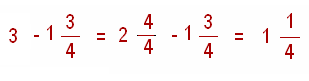 3 - 1 3/4 = 2 4/4 - 1 3/4 = 1 1/4